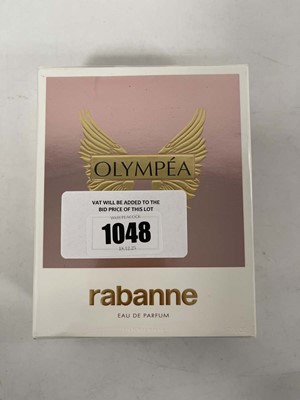 OLYMPÉA
VAT WILL BE ADDED TO THE
BID PRICE OF THIS LOT
1048
rabanne
EAU DE PARFUM